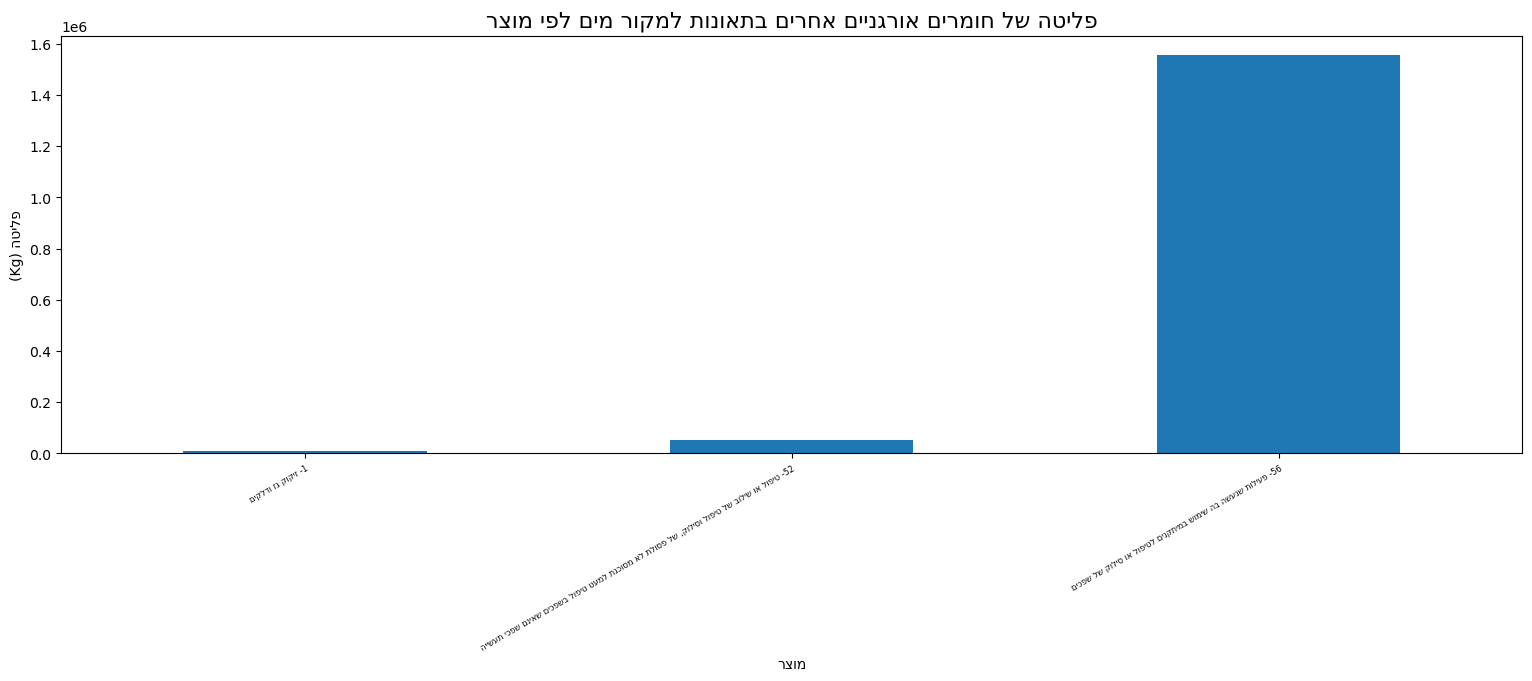 פליטה של חומרים אורגניים אחרים בתאונות למקור מים לפי מוצר
1e6
1.6
1.4
1.2
1.0
0.8
0.6
0.4
0.2
0.0
פליטה (Kg)
1- זיקוק גז ודלקים
52- טיפול או שילוב של טיפול וסילוק, של פסולת לא מסוכנת למעט טיפול בשפכים שאינם שפכי תעשייה
56- פעילות שנעשה בה שימוש במיתקנים לטיפול או סילוק של שפכים
מוצר